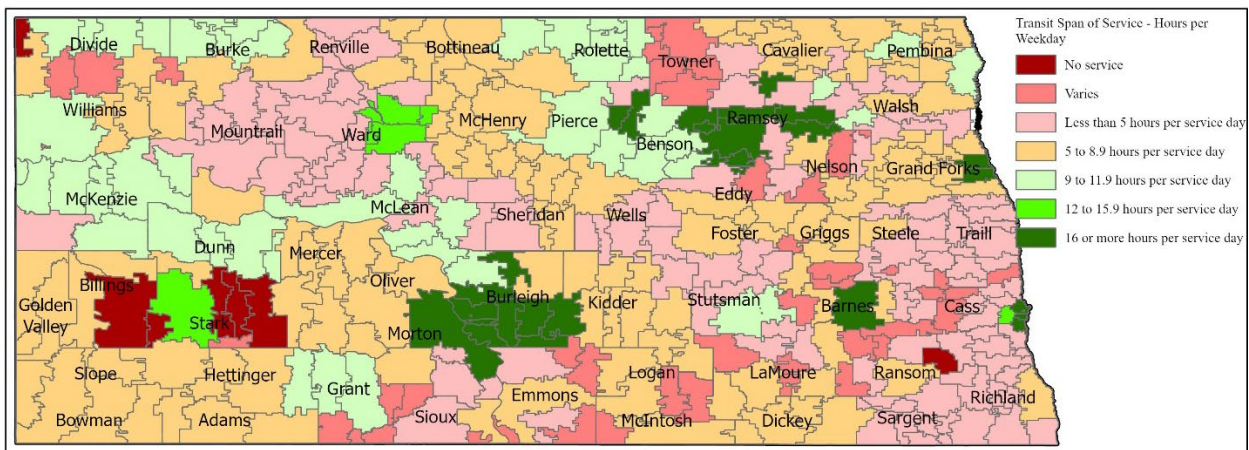 Transit Span of Service - Hours per
Weekday
No service
Varies
Less than 5 hours per service day
5 to 8.9 hours per service day
9 to 11.9 hours per service day
12 to 15.9 hours per service day
16 or more hours per service day
Divide
Burke
Renville
Bottineau
Rolette
Towner
Cavalier
Pembina
Williams
Mountrail
Ward
McHenry
Pierce
Benson
Ramsey
Walsh
Nelson
Grand Forks
McKenzie
Dunn
McLean
Sheridan
Wells
Eddy
Foster
Griggs
Steele
Traill
Mercer
Oliver
Billings
Golden
Valley
Stark
Morton
Burleigh
Kidder
Stutsman
Barnes
Cass
Slope
Hettinger
Grant
Bowman
Adams
Sioux
Emmons
Logan
McIntosh
LaMoure
Dickey
Ransom
Sargent
Richland